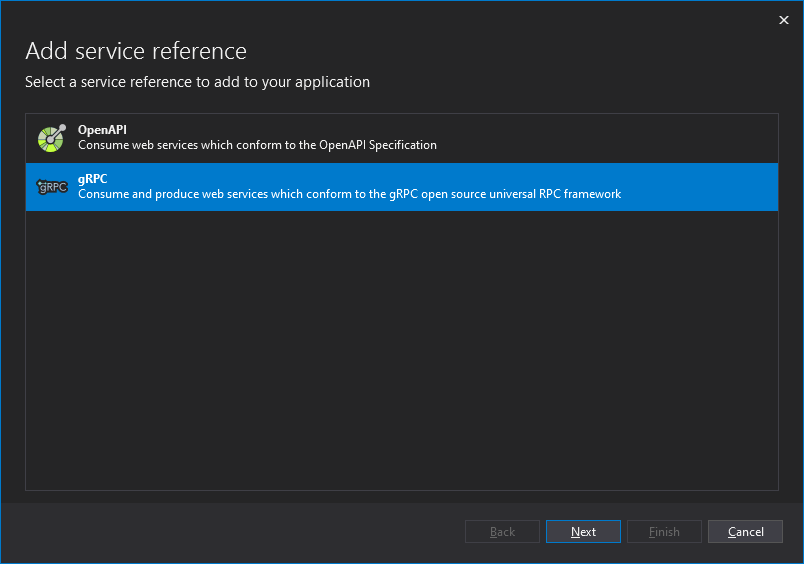 Add service reference
Select a service reference to add to your application
OpenAPI
Consume web services which conform to the OpenAPI Specification
gRPC
gRPC
Consume and produce web services which conform to the gRPC open source universal RPC framework
Back
Next
Finish
Cancel